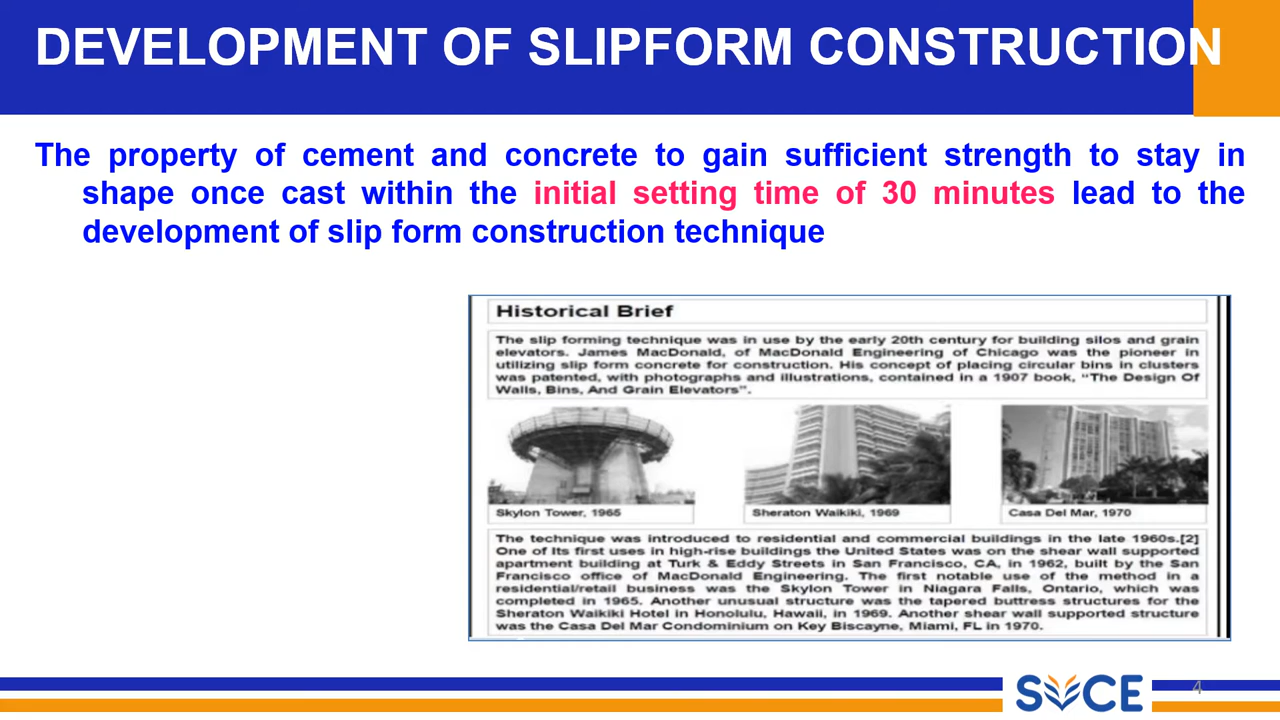 DEVELOPMENT OF SLIPFORM CONSTRUCTION
The property of cement and concrete to gain sufficient strength to stay in
shape once cast within the initial setting time of 30 minutes lead to the
development of slip form construction technique
Historical Brief
The slip forming technique was in use by the early 20th century for building silos and grain
elevators. James MacDonald, of MacDonald Engineering of Chicago was the pioneer in
utilizing slip form concrete for construction. His concept of placing circular bins in clusters
was patented, with photographs and illustrations, contained in a 1907 book, “The Design Of
Walls, Bins, And Grain Elevators”.
Skylon Tower, 1965
Sheraton Waikiki, 1969
Casa Del Mar, 1970
The technique was introduced to residential and commercial buildings in the late 1960s.[2]
One of Its first uses in high-rise buildings the United States was on the shear wall supported
apartment building at Turk & Eddy Streets in San Francisco, CA, in 1962, built by the San
Francisco office of MacDonald Engineering. The first notable use of the method in a
residential/retail business was the Skylon Tower in Niagara Falls, Ontario, which was
completed in 1965. Another unusual structure was the tapered buttress structures for the
Sheraton Waikiki Hotel in Honolulu, Hawaii, in 1969. Another shear wall supported structure
was the Casa Del Mar Condominium on Key Biscayne, Miami, FL in 1970.
SVCE
4